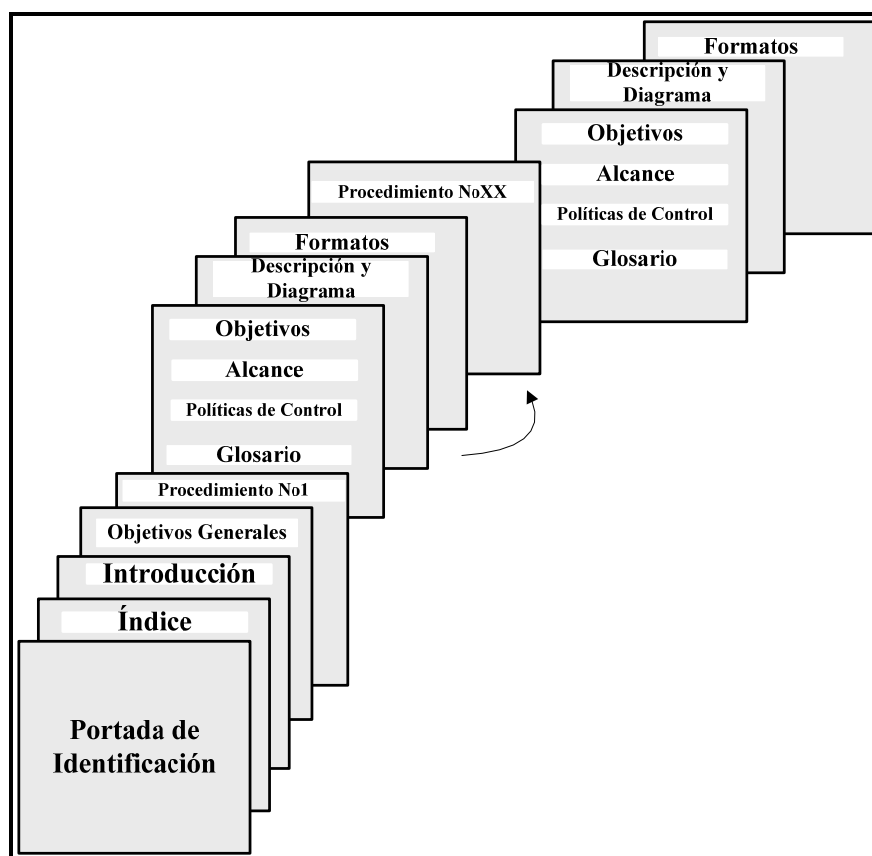 Formatos
Descripción y
Diagrama
Objetivos
Alcance
Políticas de Control
Glosario
Procedimiento NoXX
Formatos
Descripción y
Diagrama
Objetivos
Alcance
Políticas de Control
Glosario
Procedimiento No1
Objetivos Generales
Introducción
Índice
Portada de
Identificación